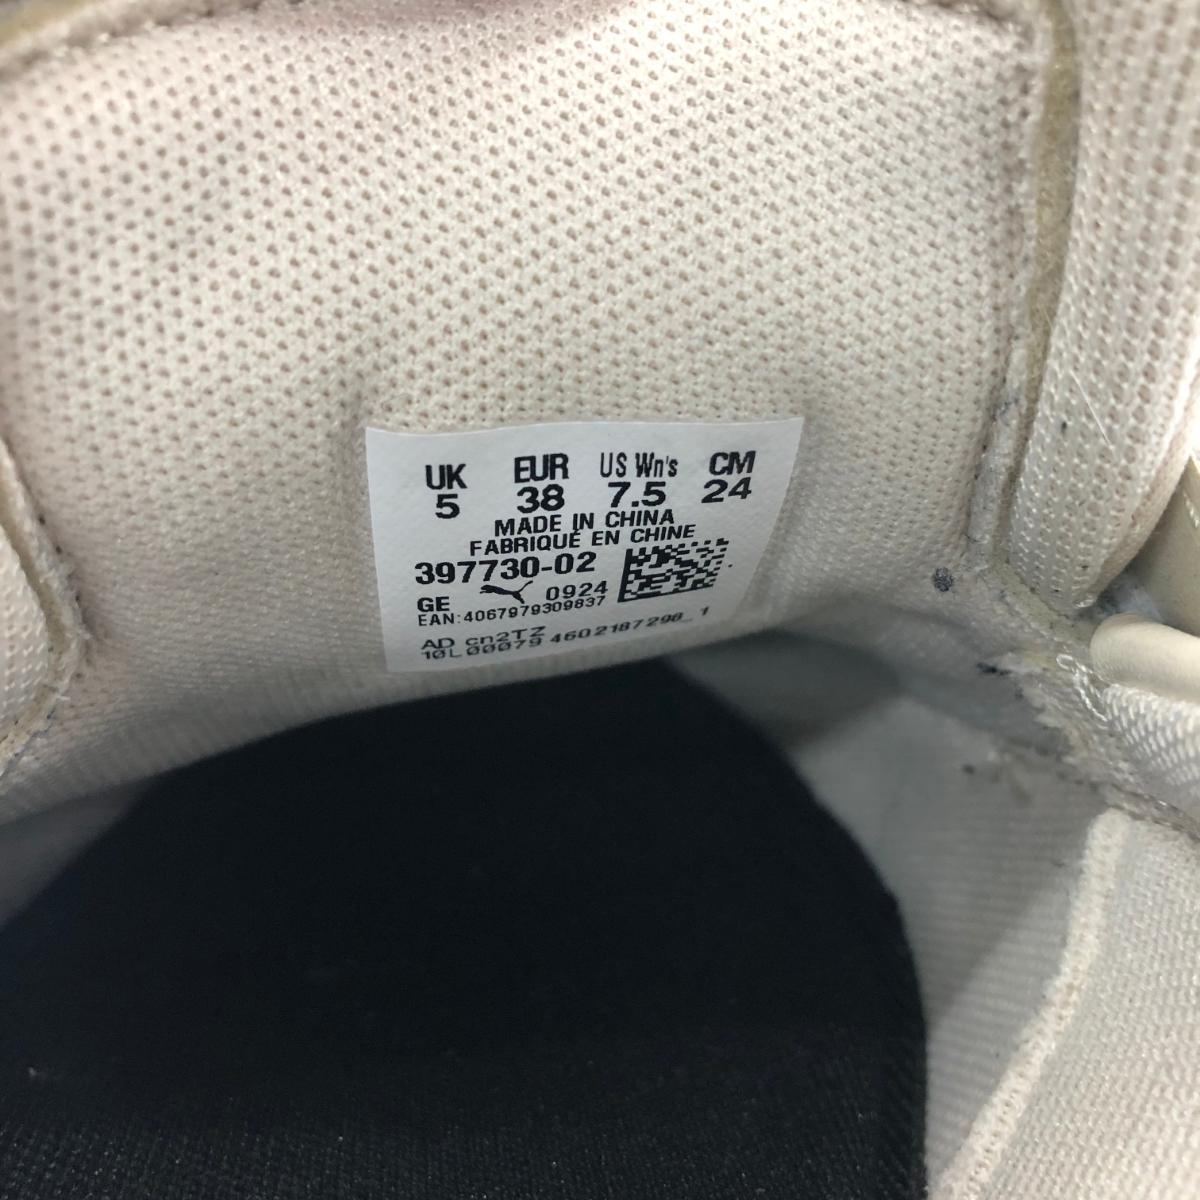 UK EUR US Wn's CM
5 38 7.5 24
MADE IN CHINA
FABRIQUÉ EN CHINE
397730-02
GE 0924
EAN:4067979309837
AD cn2TZ
10L00079 4602187298_1